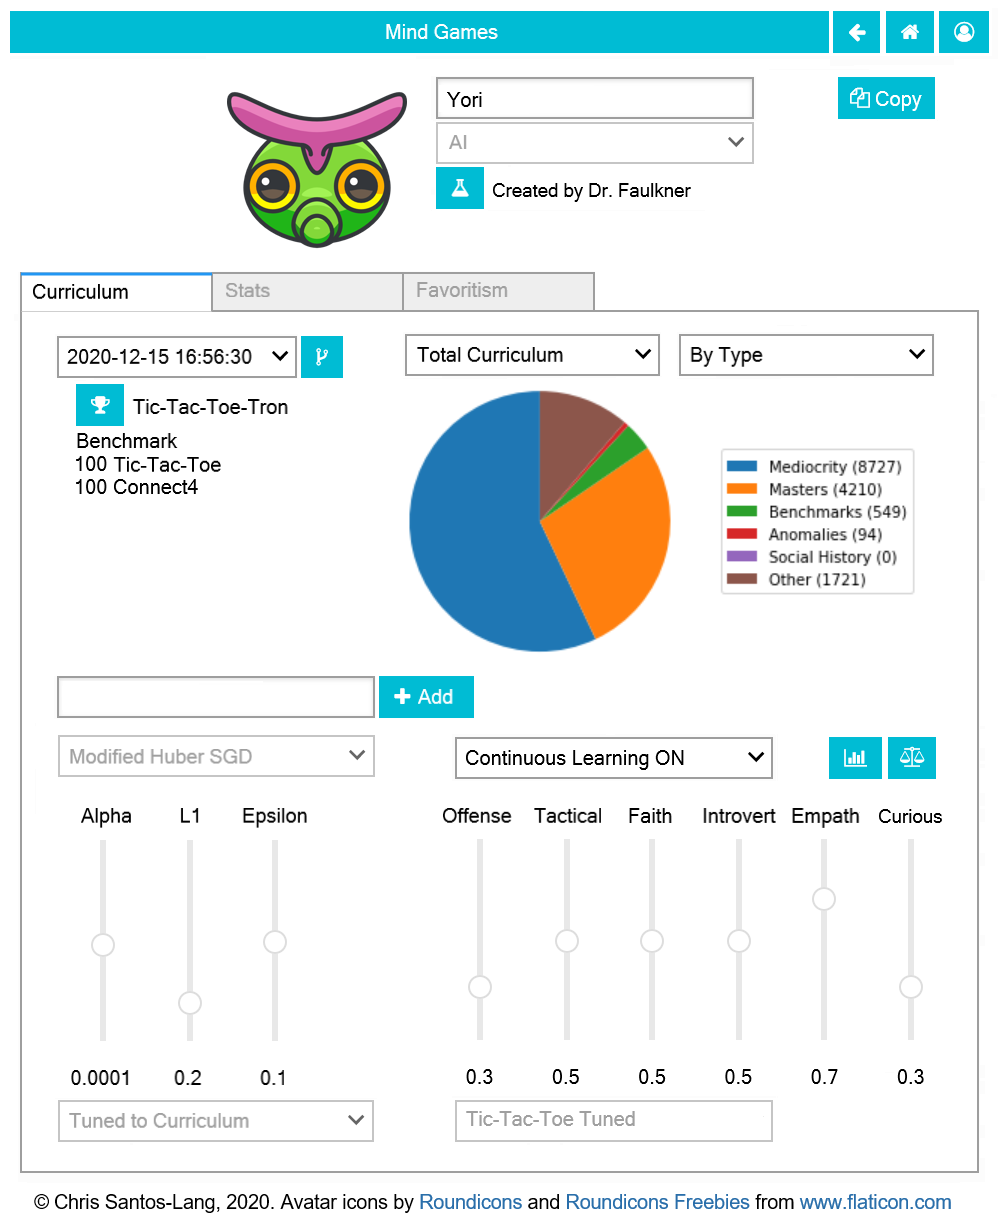 Mind Games
Yori
Copy
AI
Created by Dr. Faulkner
Curriculum
Stats
Favoritism
2020-12-15 16:56:30
Total Curriculum
By Type
Tic-Tac-Toe-Tron
Benchmark
100 Tic-Tac-Toe
100 Connect4
Mediocrity (8727)
Masters (4210)
Benchmarks (549)
Anomalies (94)
Social History (0)
Other (1721)
Add
Modified Huber SGD
Continuous Learning ON
Alpha L1 Epsilon
Offense Tactical Faith Introvert Empath Curious
0.0001 0.2 0.1
0.3 0.5 0.5 0.5 0.7 0.3
Tuned to Curriculum
Tic-Tac-Toe Tuned
© Chris Santos-Lang, 2020. Avatar icons by Roundicons and Roundicons Freebies from www.flaticon.com